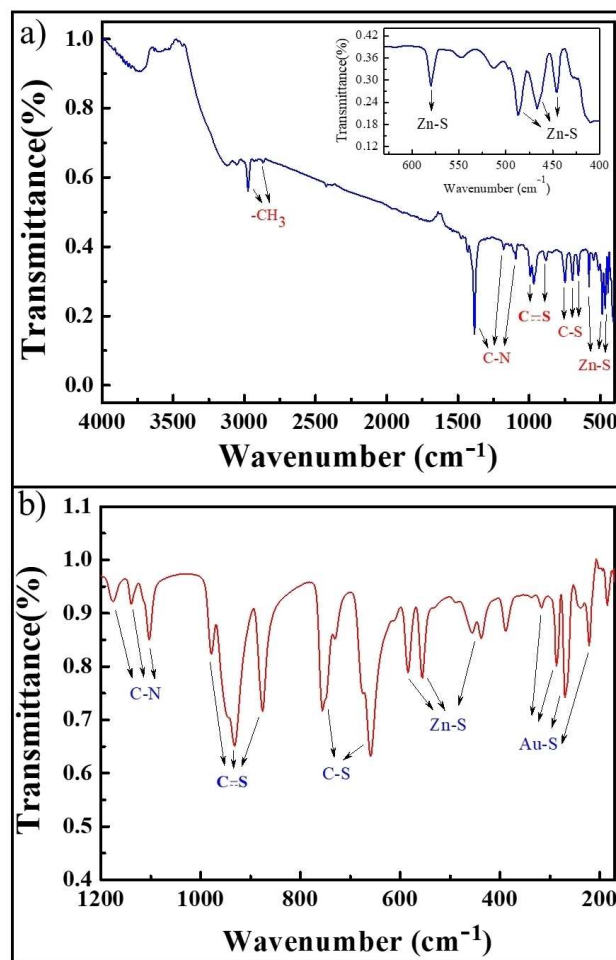 a)
Transmittance(%)
1.0
0.8
0.6
0.4
0.2
0.0
-CH3
C-N
C=S
C-S
Zn-S
4000 3500 3000 2500 2000 1500 1000 500
Wavenumber (cm-1)
Transmittance(%)
0.42
0.36
0.30
0.24
0.18
0.12
Zn-S
Zn-S
600 550 500 450 400
Wavenumber (cm-1)
b)
Transmittance(%)
1.1
1.0
0.9
0.8
0.7
0.6
0.5
0.4
C-N
C=S
C-S
Zn-S
Au-S
1200 1000 800 600 400 200
Wavenumber (cm-1)